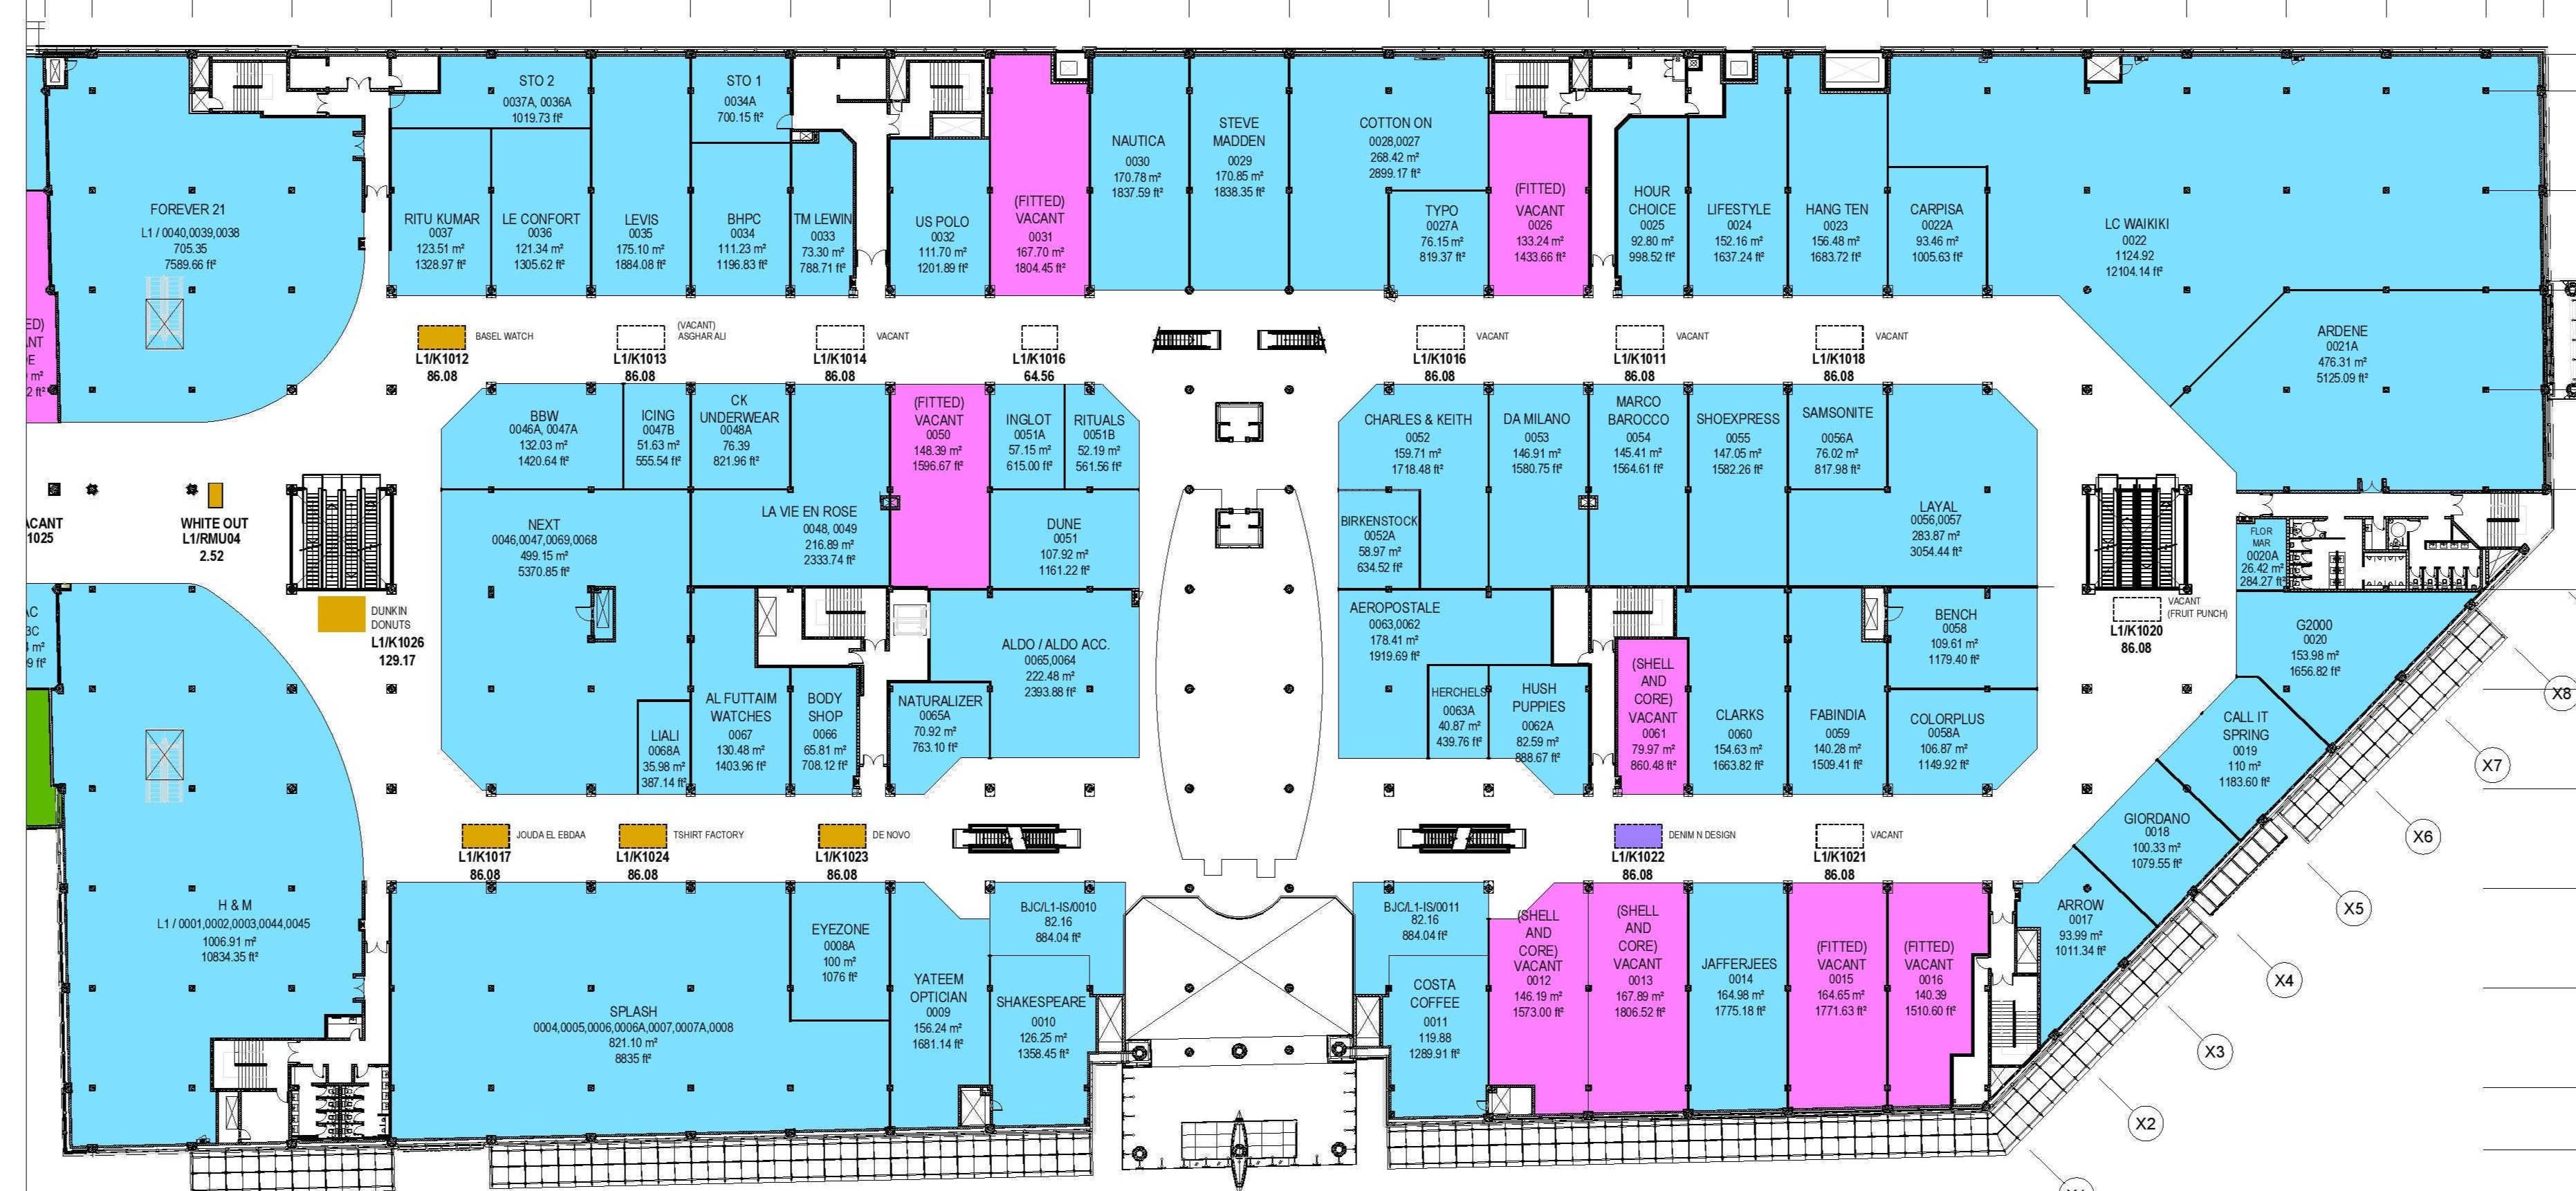 STO 2
0037A, 0036A
1019.73 ft²
STO 1
0034A
700.15 ft²
FOREVER 21
L1 / 0040,0039,0038
705.35
7589.66 ft²
RITU KUMAR
0037
123.51 m²
1328.97 ft²
LE CONFORT
0036
121.34 m²
1305.62 ft²
LEVIS
0035
175.10 m²
1884.08 ft²
BHPC
0034
111.23 m²
1196.83 ft²
TM LEWIN
0033
73.30 m²
788.71 ft²
US POLO
0032
111.70 m²
1201.89 ft²
(FITTED)
VACANT
0031
167.70 m²
1804.45 ft²
NAUTICA
0030
170.78 m²
1837.59 ft²
STEVE
MADDEN
0029
170.85 m²
1838.35 ft²
COTTON ON
0028,0027
268.42 m²
2899.17 ft²
TYPO
0027A
76.15 m²
819.37 ft²
(FITTED)
VACANT
0026
133.24 m²
1433.66 ft²
HOUR
CHOICE
0025
92.80 m²
998.52 ft²
LIFESTYLE
0024
152.16 m²
1637.24 ft²
HANG TEN
0023
156.48 m²
1683.72 ft²
CARPISA
0022A
93.46 m²
1005.63 ft²
LC WAIKIKI
0022
1124.92
12104.14 ft²
ARDENE
0021A
476.31 m²
5125.09 ft²
ED)
NT
E
m²
2 ft²
BASEL WATCH
L1/K1012
86.08
(VACANT)
ASGHAR ALI
L1/K1013
86.08
VACANT
L1/K1014
86.08
L1/K1016
64.56
VACANT
L1/K1016
86.08
VACANT
L1/K1011
86.08
VACANT
L1/K1018
86.08
BBW
0046A, 0047A
132.03 m²
1420.64 ft²
ICING
0047B
51.63 m²
555.54 ft²
CK
UNDERWEAR
0048A
76.39
821.96 ft²
(FITTED)
VACANT
0050
148.39 m²
1596.67 ft²
INGLOT
0051A
57.15 m²
615.00 ft²
RITUALS
0051B
52.19 m²
561.56 ft²
CHARLES & KEITH
0052
159.71 m²
1718.48 ft²
DA MILANO
0053
146.91 m²
1580.75 ft²
MARCO
BAROCCO
0054
145.41 m²
1564.61 ft²
SHOEXPRESS
0055
147.05 m²
1582.26 ft²
SAMSONITE
0056A
76.02 m²
817.98 ft²
ACANT
1025
WHITE OUT
L1/RMU04
2.52
NEXT
0046,0047,0069,0068
499.15 m²
5370.85 ft²
LA VIE EN ROSE
0048, 0049
216.89 m²
2333.74 ft²
DUNE
0051
107.92 m²
1161.22 ft²
BIRKENSTOCK
0052A
58.97 m²
634.52 ft²
LAYAL
0056,0057
283.87 m²
3054.44 ft²
FLOR
MAR
0020A
26.42 m²
284.27 ft²
DUNKIN
DONUTS
L1/K1026
129.17
AC
3C
m²
9 ft²
ALDO / ALDO ACC.
0065,0064
222.48 m²
2393.88 ft²
AEROPOSTALE
0063,0062
178.41 m²
1919.69 ft²
BENCH
0058
109.61 m²
1179.40 ft²
VACANT
(FRUIT PUNCH)
L1/K1020
86.08
G2000
0020
153.98 m²
1656.82 ft²
LIALI
0068A
35.98 m²
387.14 ft²
AL FUTTAIM
WATCHES
0067
130.48 m²
1403.96 ft²
BODY
SHOP
0066
65.81 m²
708.12 ft²
NATURALIZER
0065A
70.92 m²
763.10 ft²
HERCHELS
0063A
40.87 m²
439.76 ft²
HUSH
PUPPIES
0062A
82.59 m²
888.67 ft²
(SHELL
AND
CORE)
VACANT
0061
79.97 m²
860.48 ft²
CLARKS
0060
154.63 m²
1663.82 ft²
FABINDIA
0059
140.28 m²
1509.41 ft²
COLORPLUS
0058A
106.87 m²
1149.92 ft²
CALL IT
SPRING
0019
110 m²
1183.60 ft²
GIORDANO
0018
100.33 m²
1079.55 ft²
JOUDA EL EBDAA
L1/K1017
86.08
TSHIRT FACTORY
L1/K1024
86.08
DE NOVO
L1/K1023
86.08
DENIM N DESIGN
L1/K1022
86.08
VACANT
L1/K1021
86.08
H & M
L1 / 0001,0002,0003,0044,0045
1006.91 m²
10834.35 ft²
SPLASH
0004,0005,0006,0006A,0007,0007A,0008
821.10 m²
8835 ft²
EYEZONE
0008A
100 m²
1076 ft²
YATEEM
OPTICIAN
0009
156.24 m²
1681.14 ft²
BJC/L1-IS/0010
82.16
884.04 ft²
SHAKESPEARE
0010
126.25 m²
1358.45 ft²
BJC/L1-IS/0011
82.16
884.04 ft²
COSTA
COFFEE
0011
119.88
1289.91 ft²
(SHELL
AND
CORE)
VACANT
0012
146.19 m²
1573.00 ft²
(SHELL
AND
CORE)
VACANT
0013
167.89 m²
1806.52 ft²
JAFFERJEES
0014
164.98 m²
1775.18 ft²
(FITTED)
VACANT
0015
164.65 m²
1771.63 ft²
(FITTED)
VACANT
0016
140.39
1510.60 ft²
ARROW
0017
93.99 m²
1011.34 ft²
X8
X7
X6
X5
X4
X3
X2